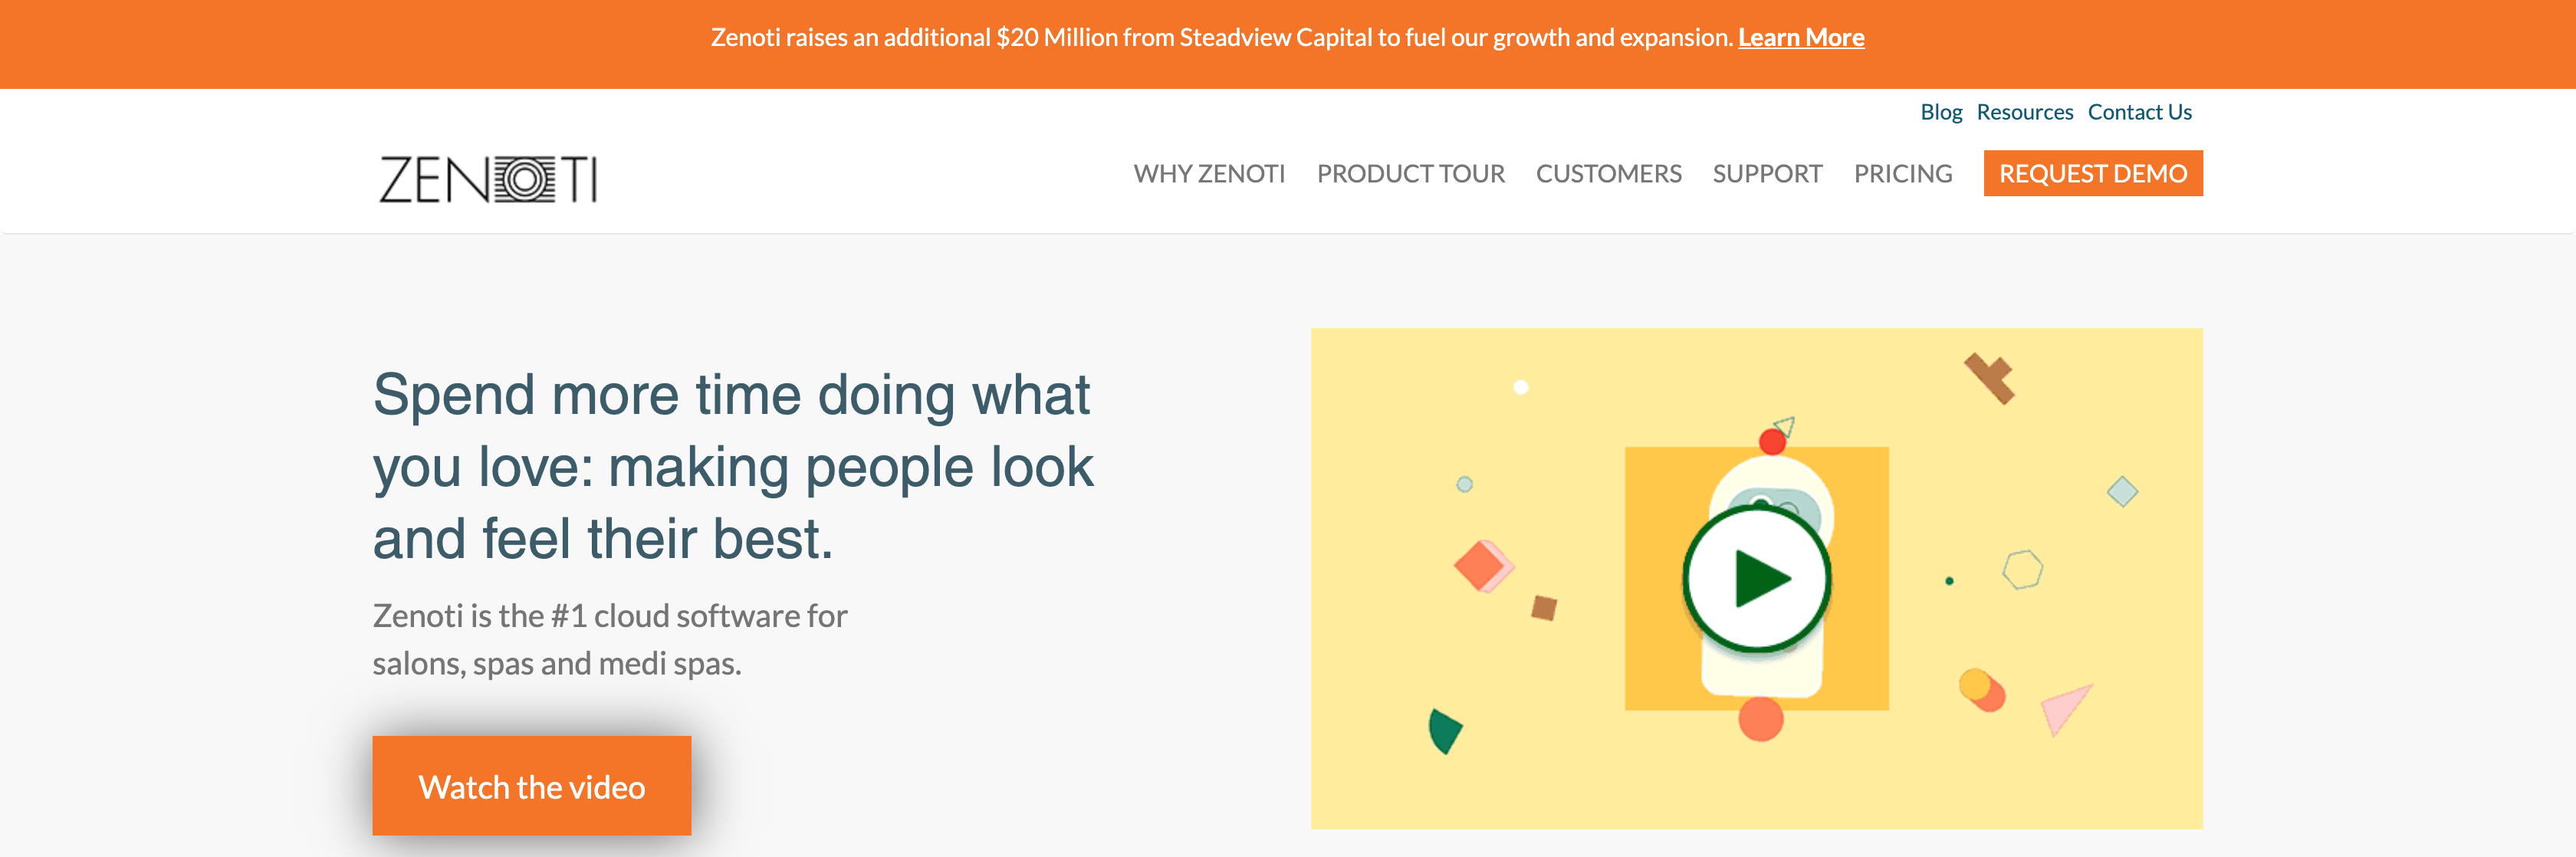 Zenoti raises an additional $20 Million from Steadview Capital to fuel our growth and expansion. Learn More
Blog Resources Contact Us
ZENOTI
WHY ZENOTI PRODUCT TOUR CUSTOMERS SUPPORT PRICING REQUEST DEMO
Spend more time doing what
you love: making people look
and feel their best.
Zenoti is the #1 cloud software for
salons, spas and medi spas.
Watch the video